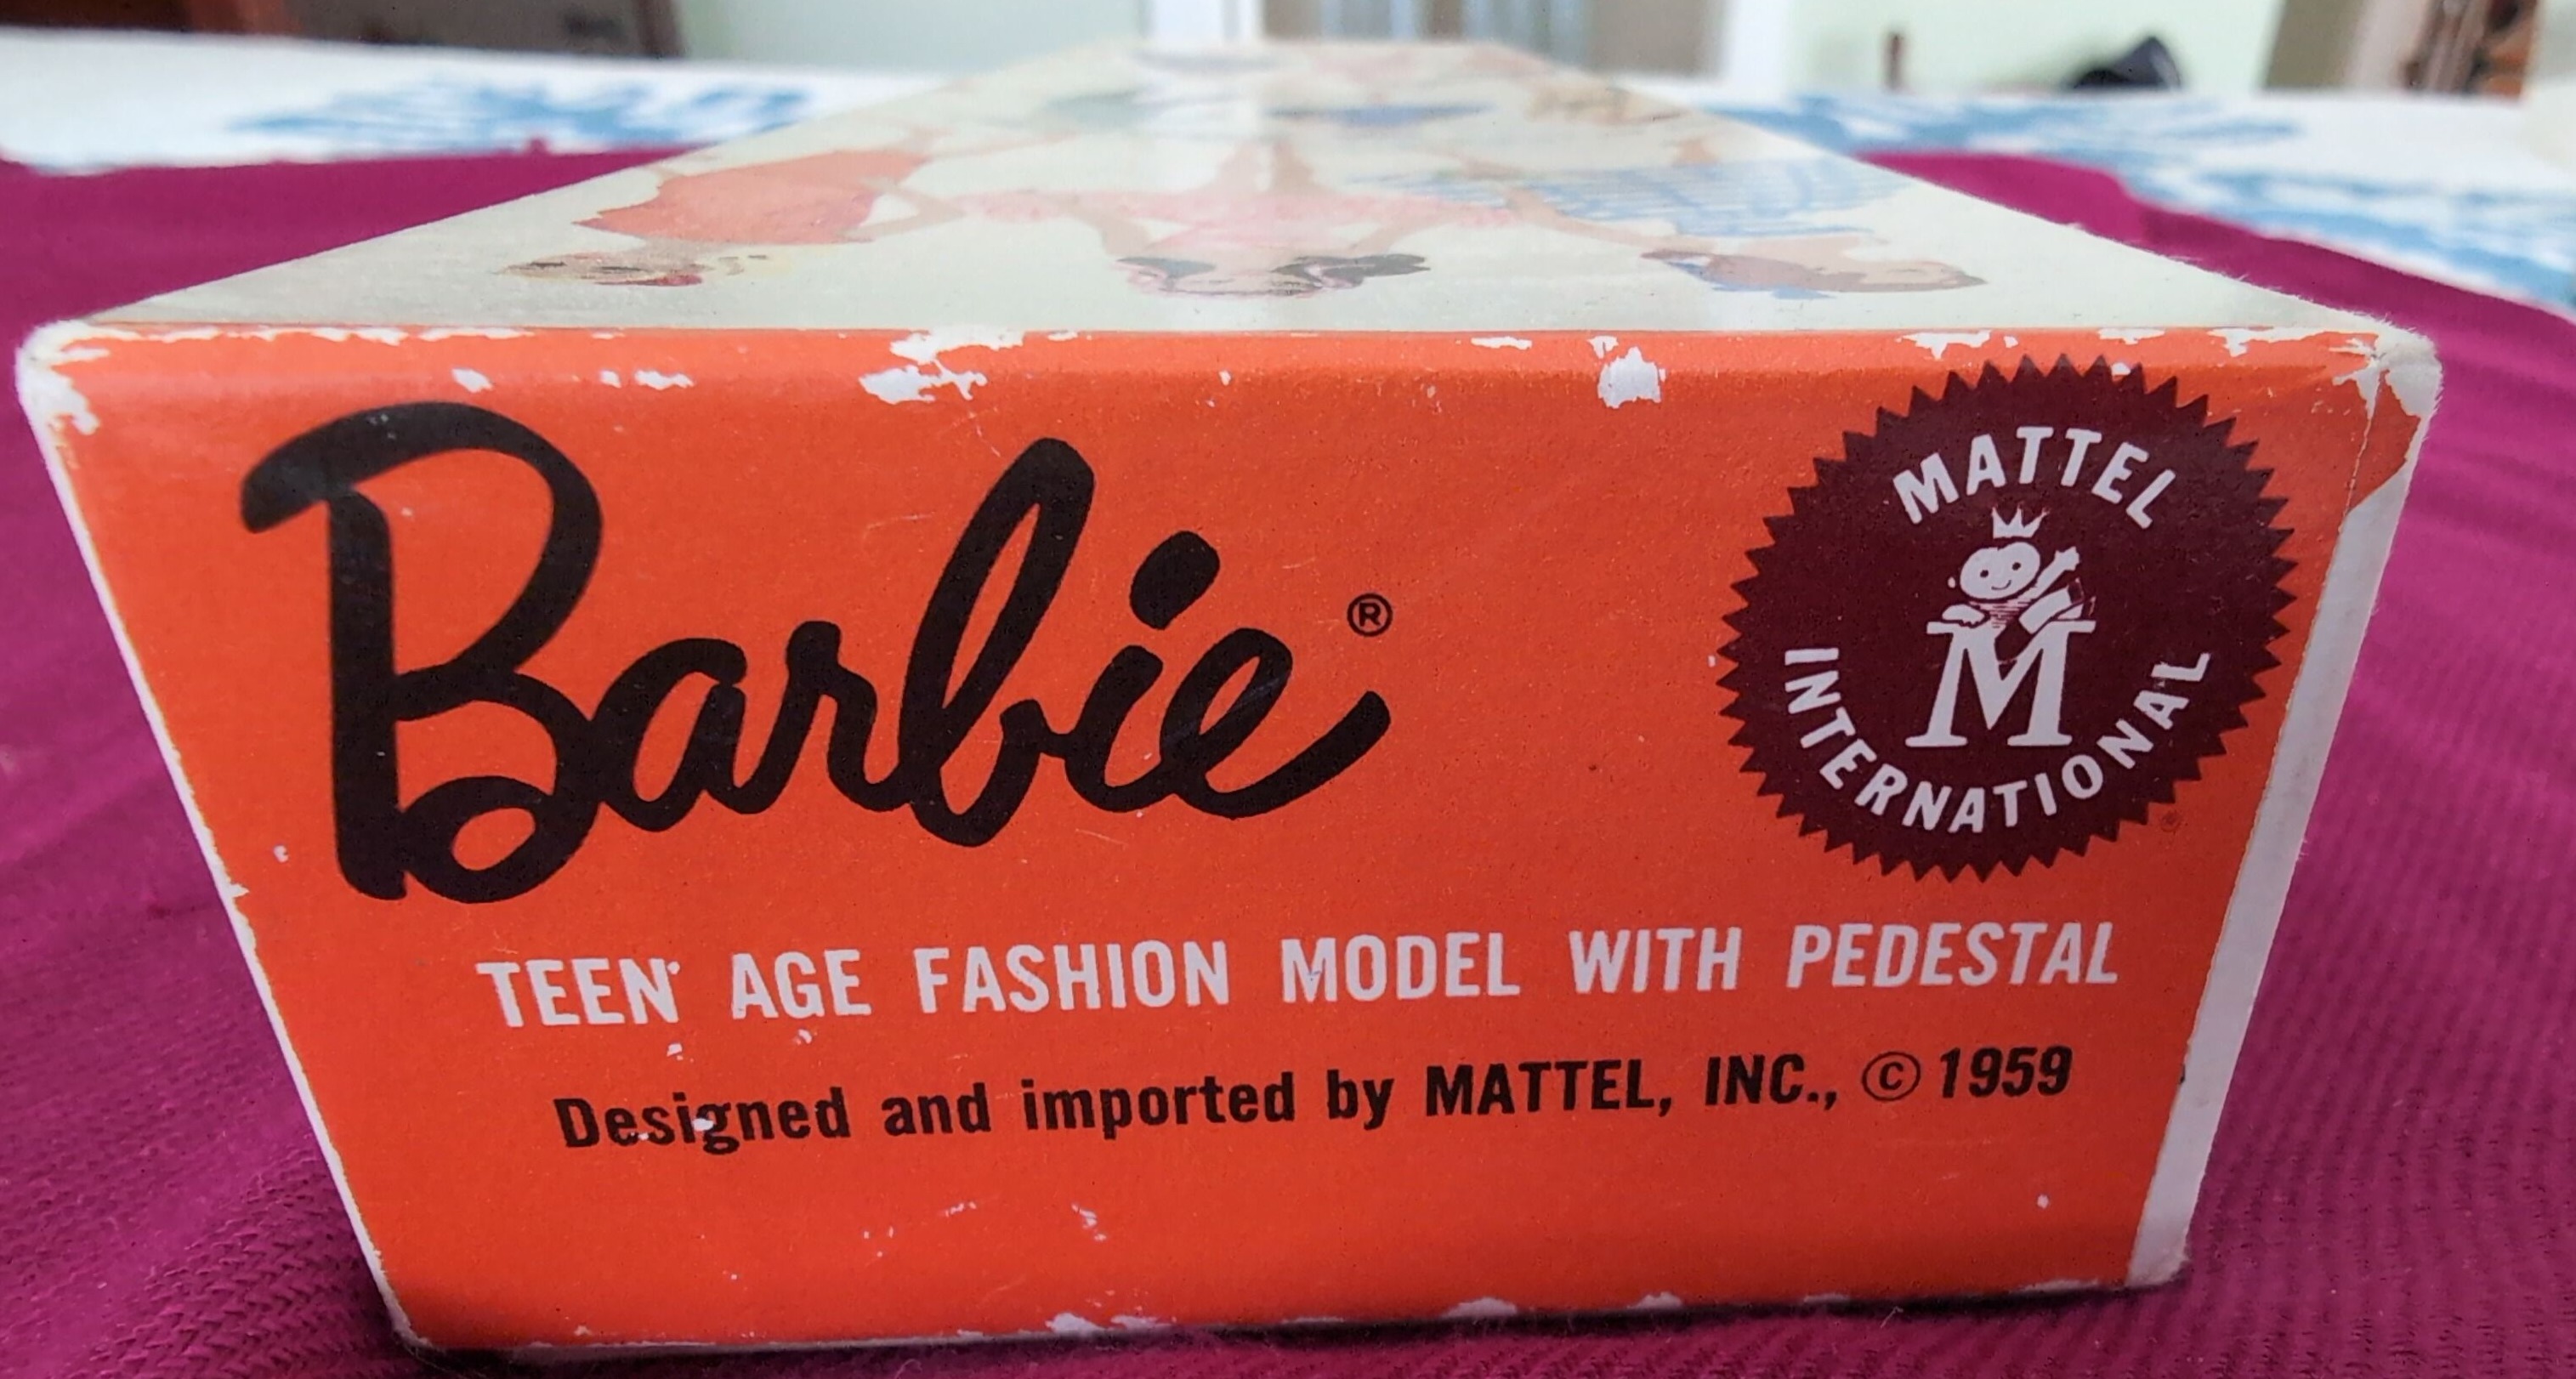 Barbie®
MATTEL
M
INTERNATIONAL
TEEN AGE FASHION MODEL WITH PEDESTAL
Designed and imported by MATTEL, INC., © 1959